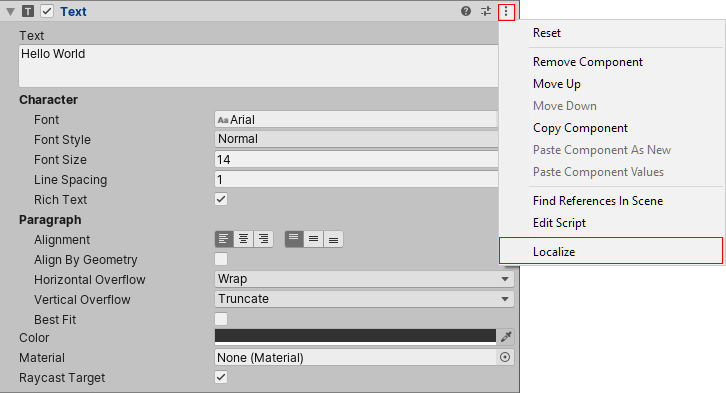 Text
Text
Hello World
Character
Font
Aa Arial
Font Style
Normal
Font Size
14
Line Spacing
1
Rich Text
Paragraph
Alignment
Align By Geometry
Horizontal Overflow
Wrap
Vertical Overflow
Truncate
Best Fit
Color
Material
None (Material)
Raycast Target
Reset
Remove Component
Move Up
Move Down
Copy Component
Paste Component As New
Paste Component Values
Find References In Scene
Edit Script
Localize